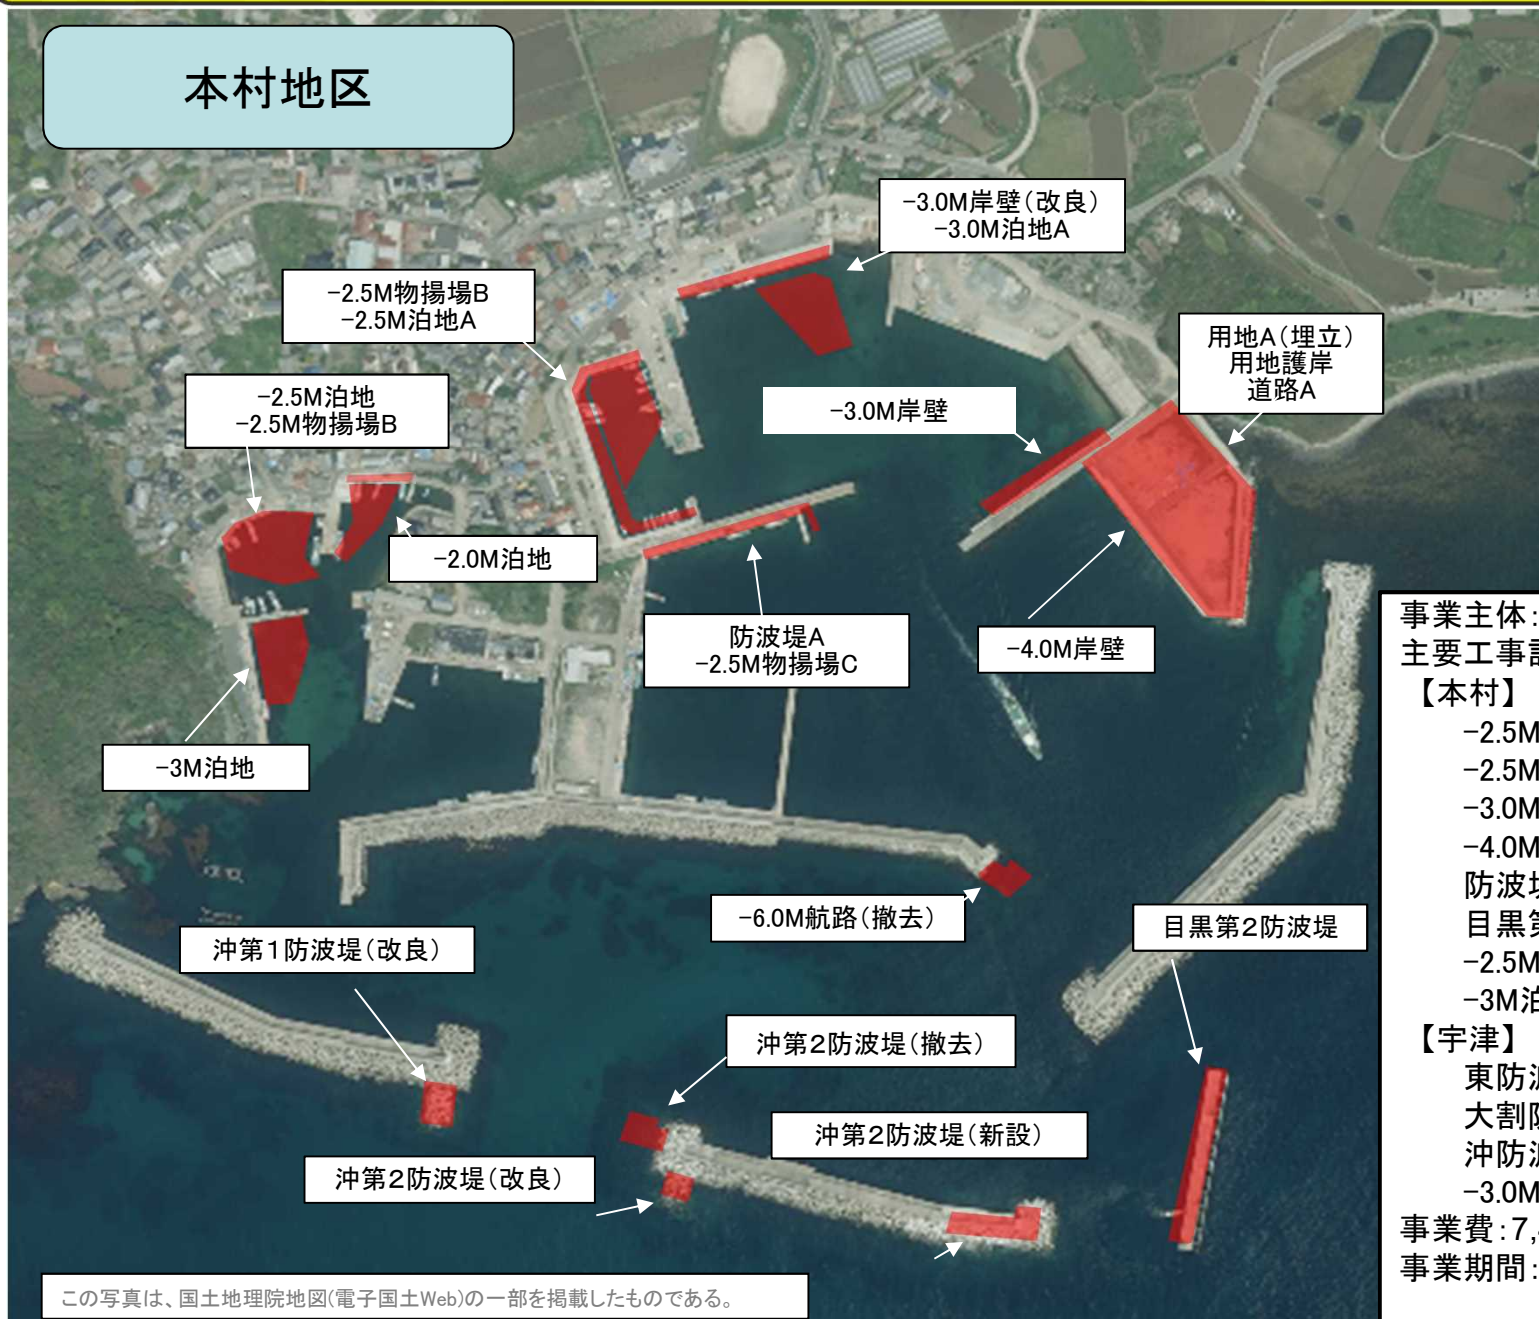 本村地区
-3.0M岸壁（改良）
-3.0M泊地A
-2.5M物揚場B
-2.5M泊地A
用地A（埋立）
用地護岸
道路A
-2.5M泊地
-2.5M物揚場B
-3.0M岸壁
-2.0M泊地
防波堤A
-2.5M物揚場C
-4.0M岸壁
-3M泊地
-6.0M航路（撤去）
目黒第2防波堤
沖第1防波堤（改良）
沖第2防波堤（撤去）
沖第2防波堤（新設）
沖第2防波堤（改良）
事業主体：
主要工事
【本村】
-2.5M
-2.5M
-3.0M
-4.0M
防波
目黒
-2.5M
-3M
【宇津】
東防
大割
沖防
-3.0M
事業費：7,
事業期間：
この写真は、国土地理院地図(電子国土Web)の一部を掲載したものである。